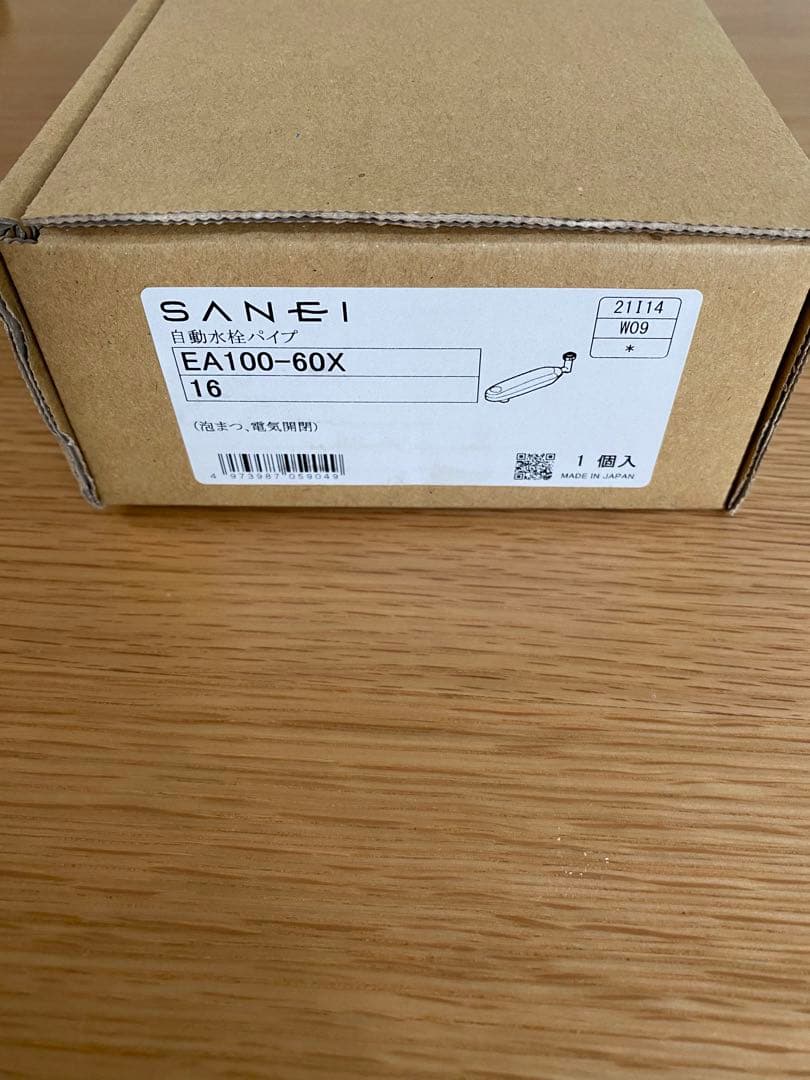 SANEI
自動水栓パイプ
EA100-60X
16
(泡まつ、電気開閉)
4 973987 059049
21I14
W09
*
1 個入
MADE IN JAPAN